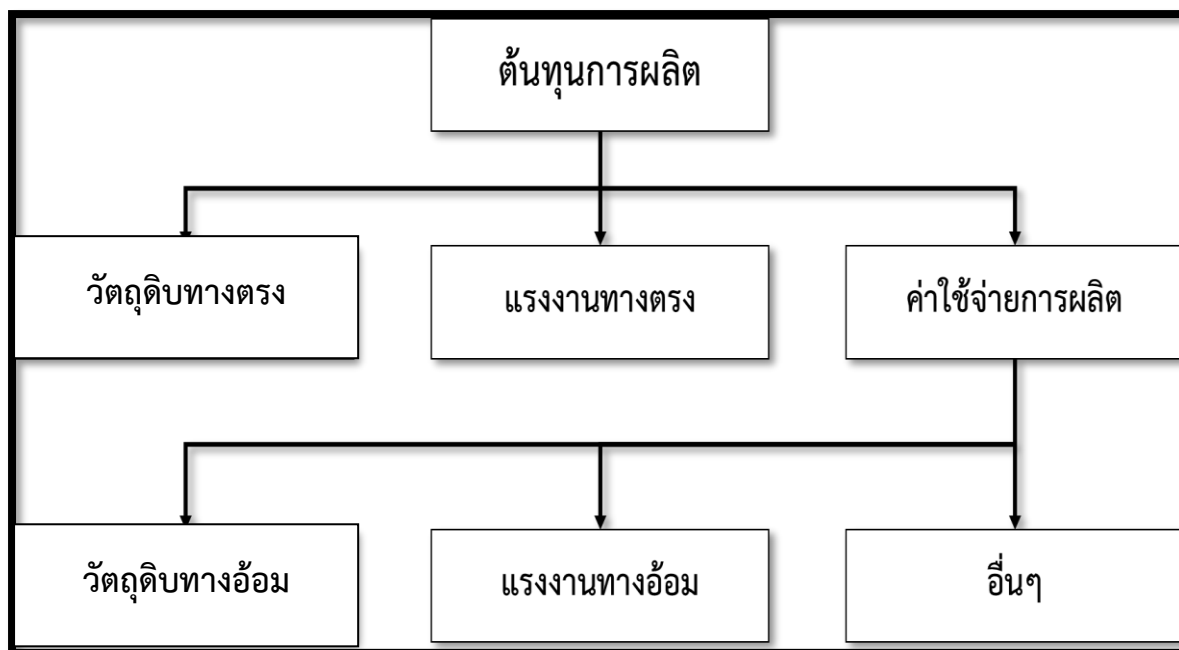 ต้นทุนการผลิต
วัตถุดิบทางตรง
แรงงานทางตรง
ค่าใช้จ่ายการผลิต
วัตถุดิบทางอ้อม
แรงงานทางอ้อม
อื่นๆ